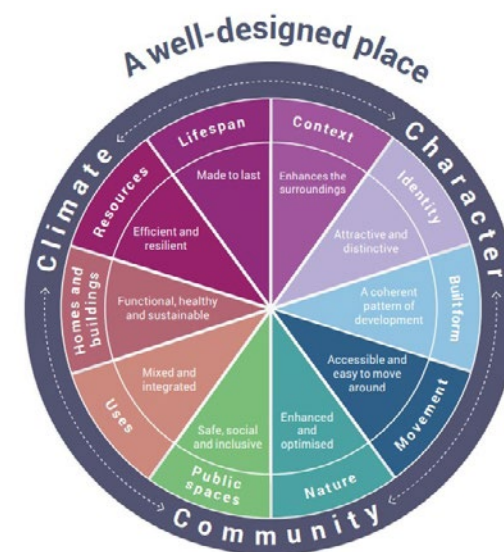 A well-designed place
Climate
Character
Community
Context
Enhances the
surroundings
Identity
Attractive and
distinctive
Built form
A coherent
pattern of
development
Movement
Accessible and
easy to move
around
Nature
Enhanced
and
optimised
Public
spaces
Safe, social
and inclusive
Uses
Mixed and
integrated
Homes and
buildings
Functional, healthy
and sustainable
Resources
Efficient and
resilient
Lifespan
Made to last